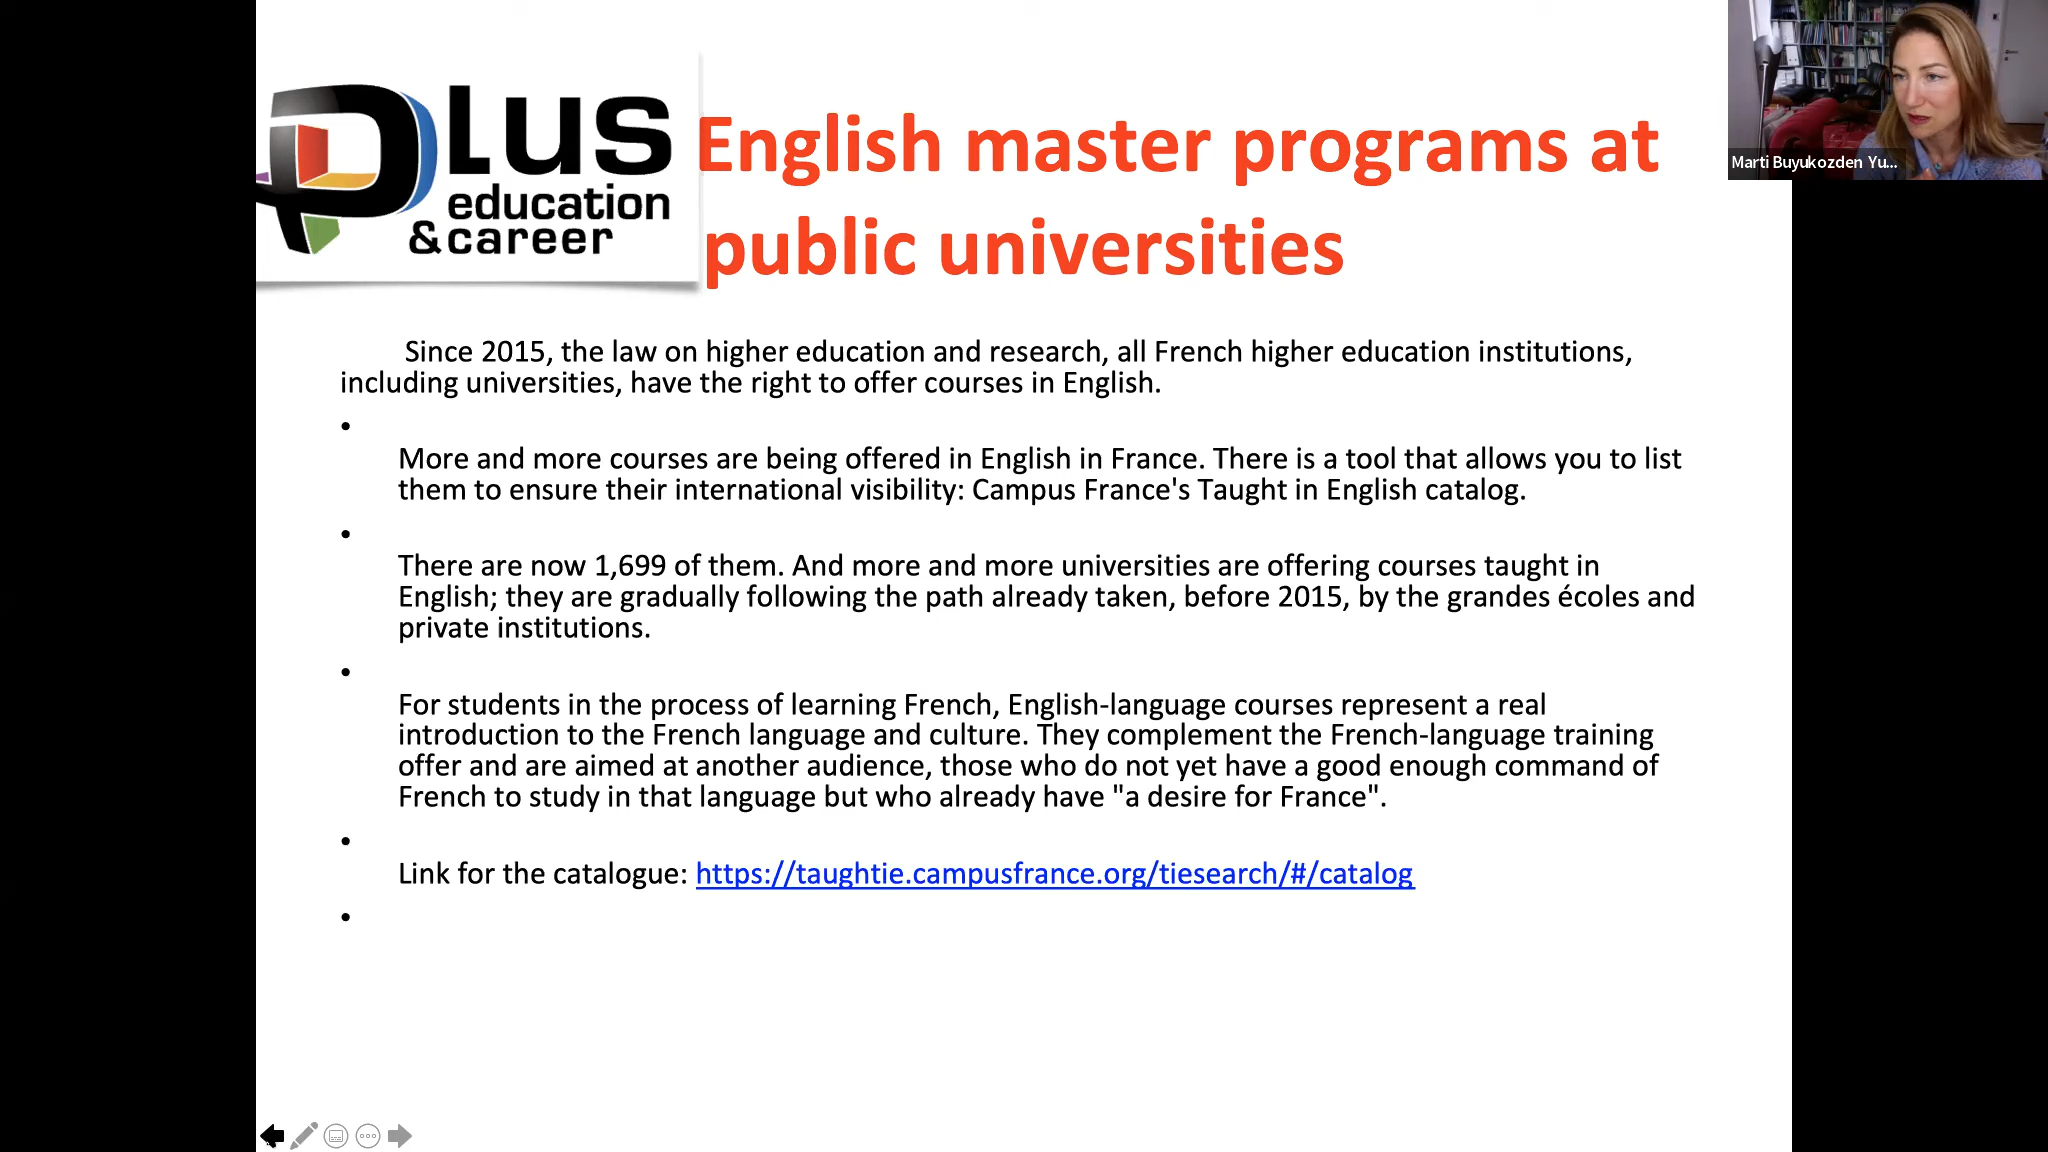 Plus
education
& career
English master programs at
public universities
Marti Buyukozden Yu...
Since 2015, the law on higher education and research, all French higher education institutions,
including universities, have the right to offer courses in English.
•
More and more courses are being offered in English in France. There is a tool that allows you to list
them to ensure their international visibility: Campus France's Taught in English catalog.
•
There are now 1,699 of them. And more and more universities are offering courses taught in
English; they are gradually following the path already taken, before 2015, by the grandes écoles and
private institutions.
•
For students in the process of learning French, English-language courses represent a real
introduction to the French language and culture. They complement the French-language training
offer and are aimed at another audience, those who do not yet have a good enough command of
French to study in that language but who already have "a desire for France".
•
Link for the catalogue: https://taughtie.campusfrance.org/tiesearch/#/catalog
•